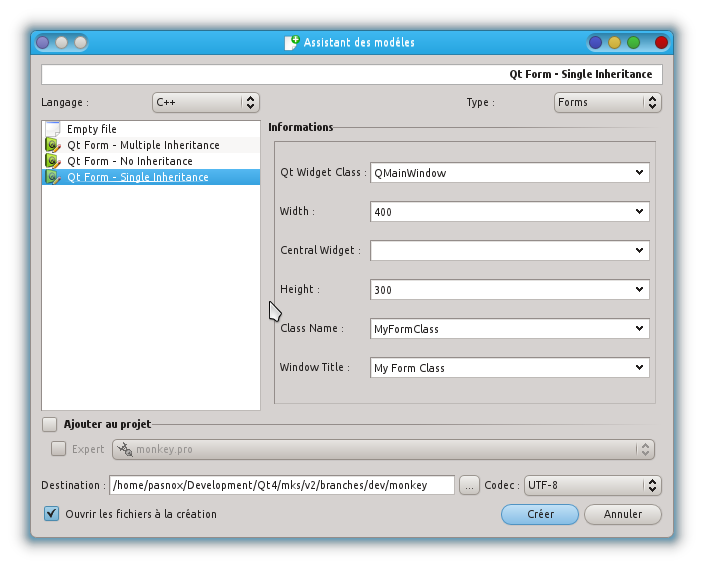 Assistant des modèles
Qt Form - Single Inheritance
Langage : C++ Type : Forms
Empty file
Qt Form - Multiple Inheritance
Qt Form - No Inheritance
Qt Form - Single Inheritance
Informations
Qt Widget Class : QMainWindow
Width : 400
Central Widget :
Height : 300
Class Name : MyFormClass
Window Title : My Form Class
Ajouter au projet
Expert monkey.pro
Destination : /home/pasnox/Development/Qt4/mks/v2/branches/dev/monkey ... Codec : UTF-8
Ouvrir les fichiers à la création Créer Annuler